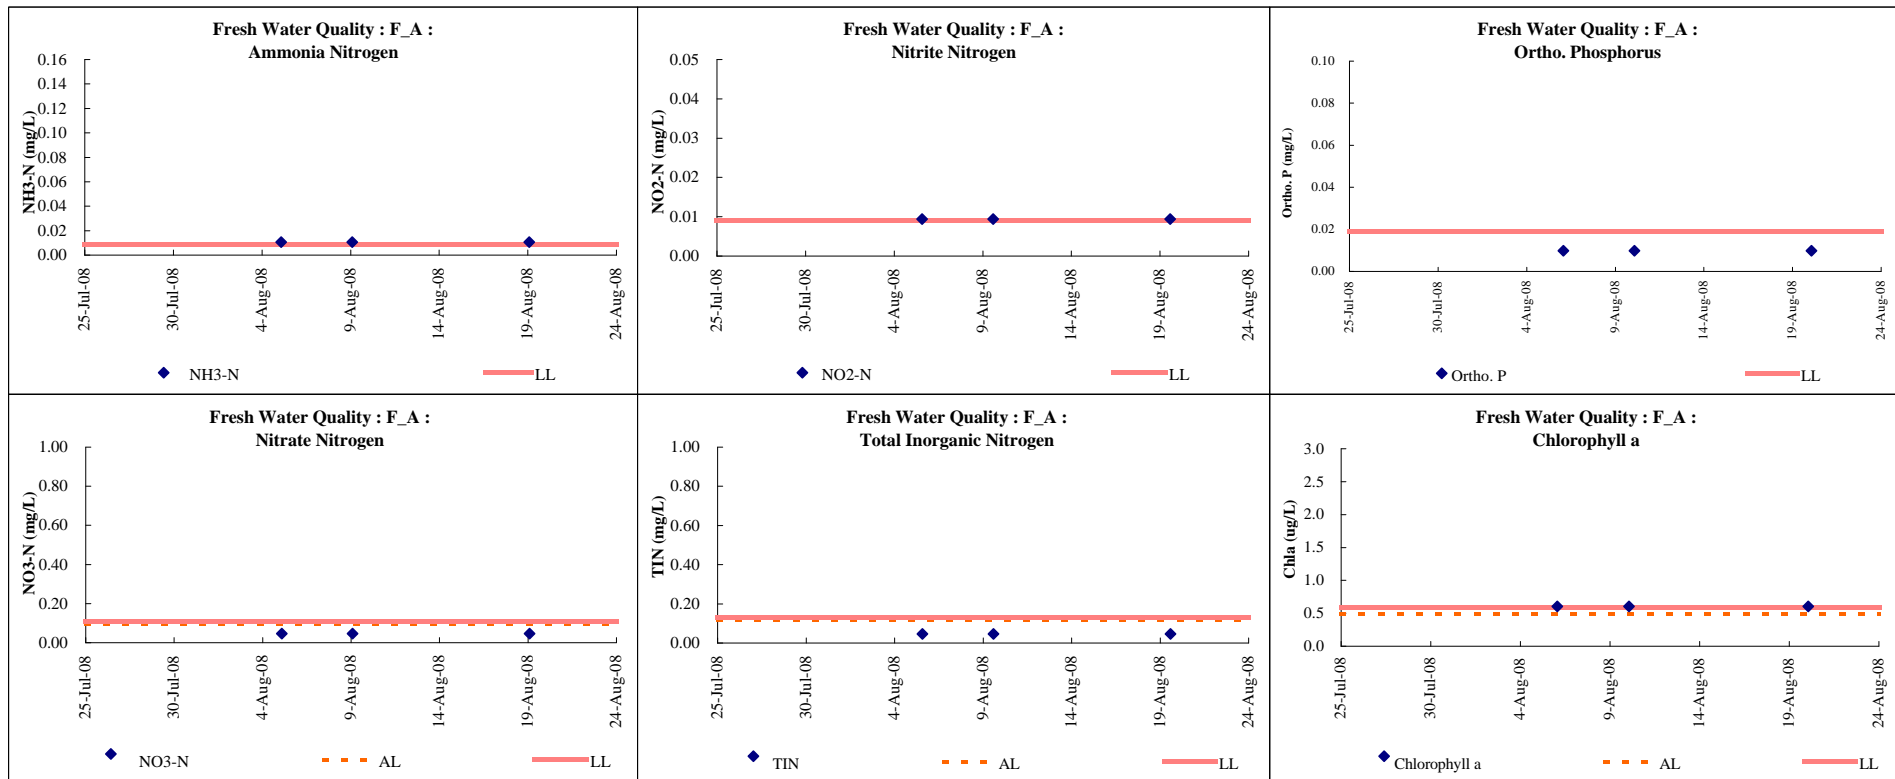 Fresh Water Quality : F_A :
Ammonia Nitrogen
NH3-N (mg/L)
0.16
0.14
0.12
0.10
0.08
0.06
0.04
0.02
0.00
25-Jul-08
30-Jul-08
4-Aug-08
9-Aug-08
14-Aug-08
19-Aug-08
24-Aug-08
NH3-N
LL
Fresh Water Quality : F_A :
Nitrite Nitrogen
NO2-N (mg/L)
0.05
0.04
0.03
0.02
0.01
0.00
25-Jul-08
30-Jul-08
4-Aug-08
9-Aug-08
14-Aug-08
19-Aug-08
24-Aug-08
NO2-N
LL
Fresh Water Quality : F_A :
Ortho. Phosphorus
Ortho. P (mg/L)
0.10
0.08
0.06
0.04
0.02
0.00
25-Jul-08
30-Jul-08
4-Aug-08
9-Aug-08
14-Aug-08
19-Aug-08
24-Aug-08
Ortho. P
LL
Fresh Water Quality : F_A :
Nitrate Nitrogen
NO3-N (mg/L)
1.00
0.80
0.60
0.40
0.20
0.00
25-Jul-08
30-Jul-08
4-Aug-08
9-Aug-08
14-Aug-08
19-Aug-08
24-Aug-08
NO3-N
AL
LL
Fresh Water Quality : F_A :
Total Inorganic Nitrogen
TIN (mg/L)
1.00
0.80
0.60
0.40
0.20
0.00
25-Jul-08
30-Jul-08
4-Aug-08
9-Aug-08
14-Aug-08
19-Aug-08
24-Aug-08
TIN
AL
LL
Fresh Water Quality : F_A :
Chlorophyll a
Chla (ug/L)
3.0
2.5
2.0
1.5
1.0
0.5
0.0
25-Jul-08
30-Jul-08
4-Aug-08
9-Aug-08
14-Aug-08
19-Aug-08
24-Aug-08
Chlorophyll a
AL
LL